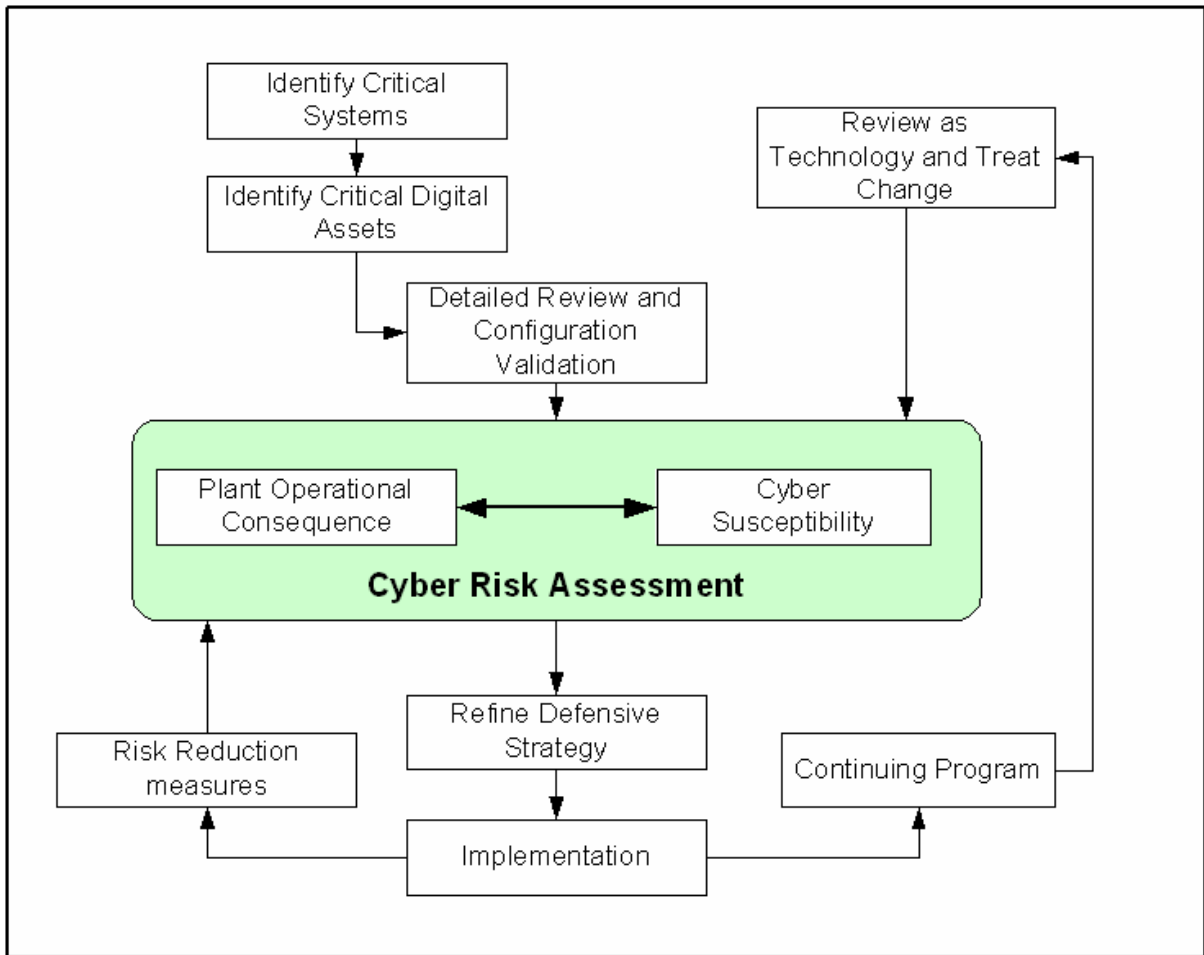 Identify Critical
Systems
Identify Critical Digital
Assets
Review as
Technology and Treat
Change
Detailed Review and
Configuration
Validation
Plant Operational
Consequence
Cyber
Susceptibility
Cyber Risk Assessment
Refine Defensive
Strategy
Risk Reduction
measures
Continuing Program
Implementation